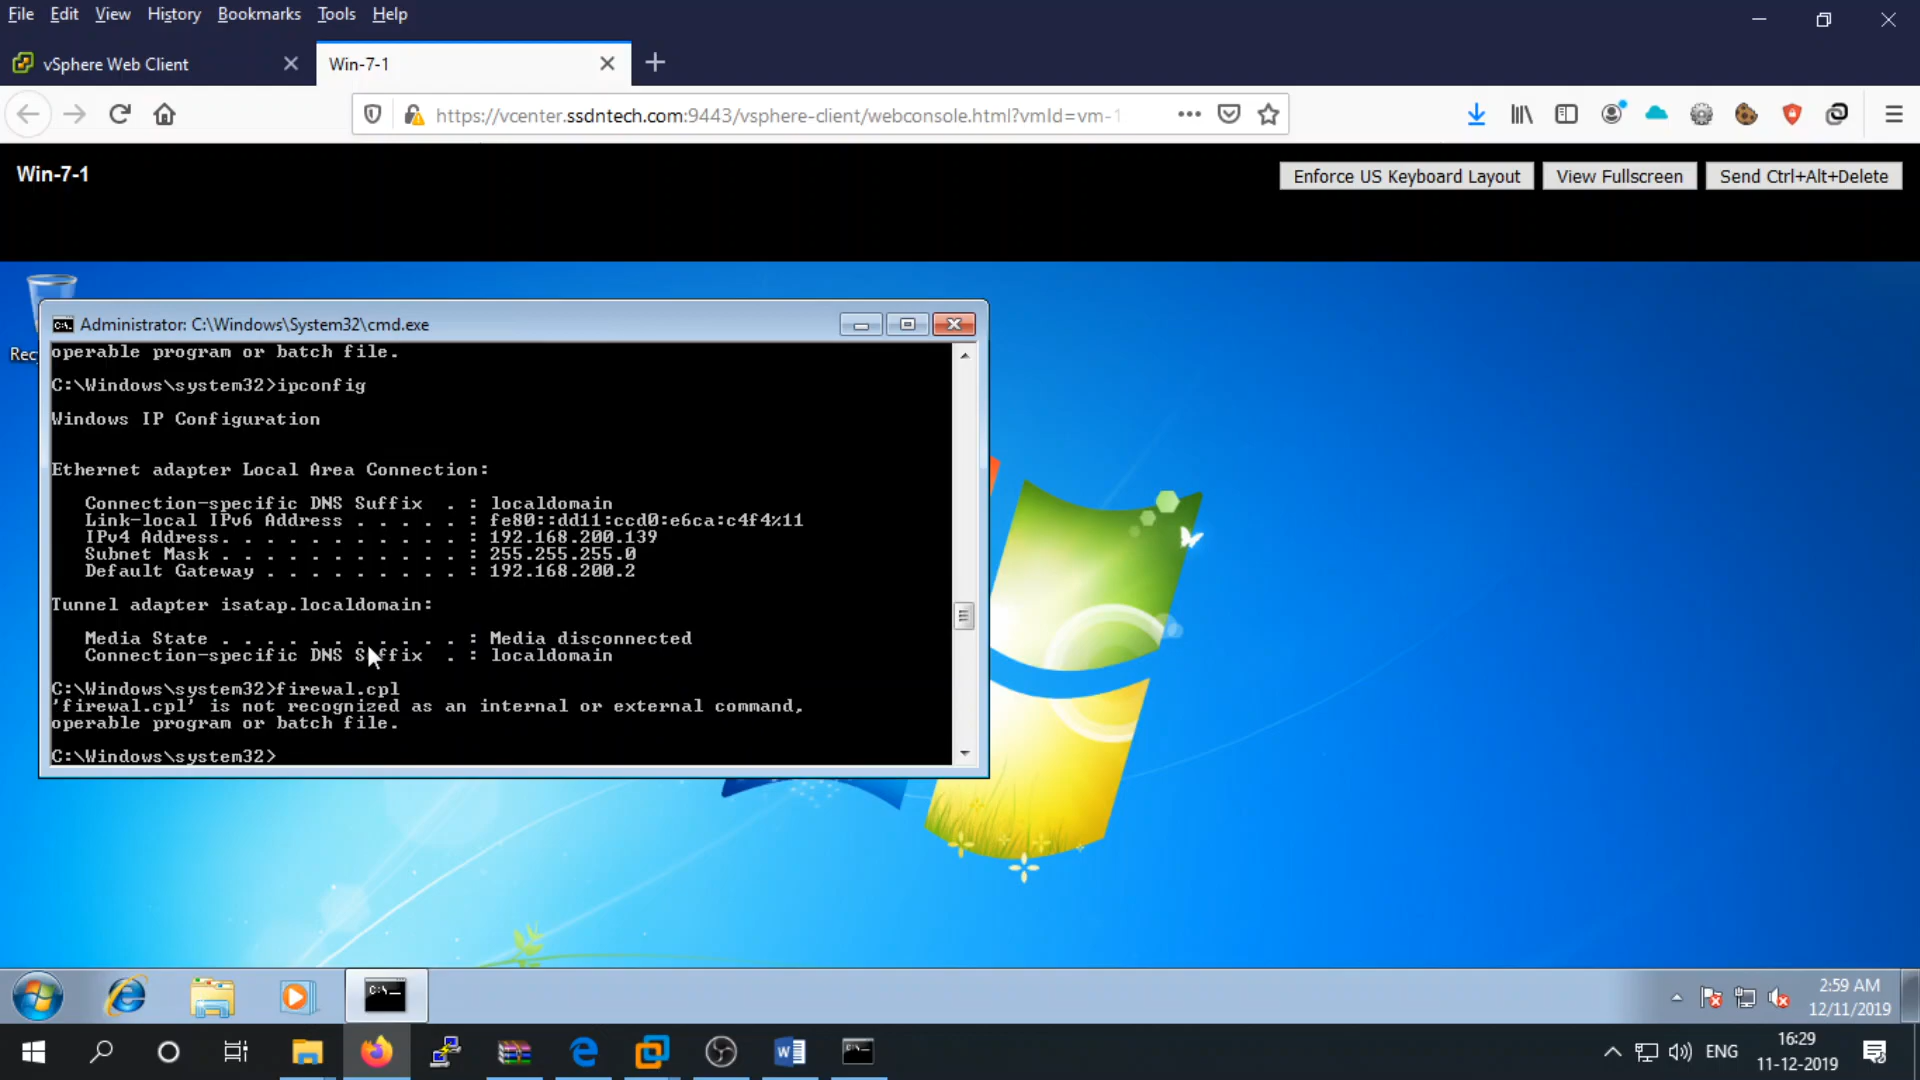 File Edit View History Bookmarks Tools Help
vSphere Web Client
Win-7-1
https://vcenter.ssdntech.com:9443/vsphere-client/webconsole.html?vmId=vm-1
Win-7-1
Enforce US Keyboard Layout
View Fullscreen
Send Ctrl+Alt+Delete
Rec
Administrator: C:\Windows\System32\cmd.exe
operable program or batch file.
C:\Windows\system32>ipconfig
Windows IP Configuration
Ethernet adapter Local Area Connection:
Connection-specific DNS Suffix . : localdomain
Link-local IPv6 Address . . . . . : fe80::dd11:ccd0:e6ca:c4f4%11
IPv4 Address. . . . . . . . . . . : 192.168.200.139
Subnet Mask . . . . . . . . . . . : 255.255.255.0
Default Gateway . . . . . . . . . : 192.168.200.2
Tunnel adapter isatap.localdomain:
Media State . . . . . . . . . . . : Media disconnected
Connection-specific DNS Suffix . : localdomain
C:\Windows\system32>firewal.cpl
'firewal.cpl' is not recognized as an internal or external command,
operable program or batch file.
C:\Windows\system32>
2:59 AM
12/11/2019
ENG
16:29
11-12-2019